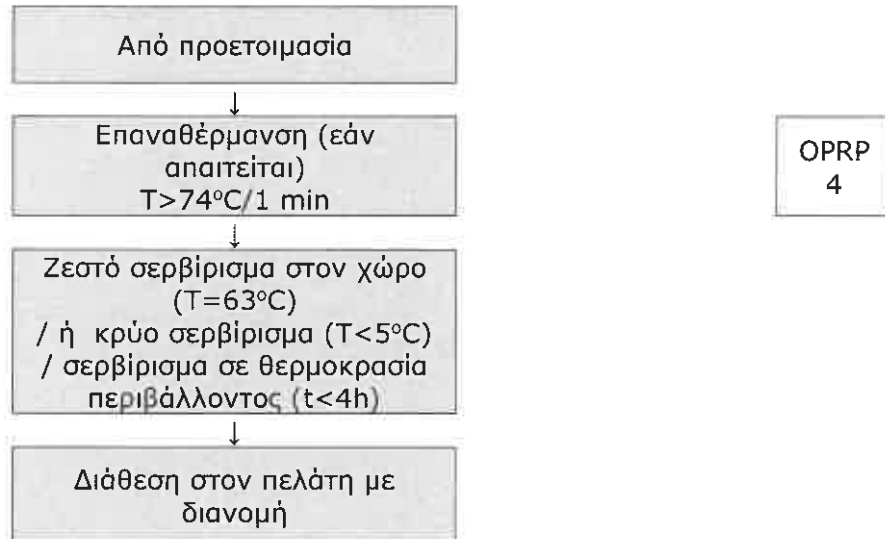 Από προετοιμασία
↓
Επαναθέρμανση (εάν
απαιτείται)
T>74°C/1 min
OPRP
4
↓
Ζεστό σερβίρισμα στον χώρο
(T=63°C)
/ ή κρύο σερβίρισμα (T<5°C)
/ σερβίρισμα σε θερμοκρασία
περιβάλλοντος (t<4h)
↓
Διάθεση στον πελάτη με
διανομή